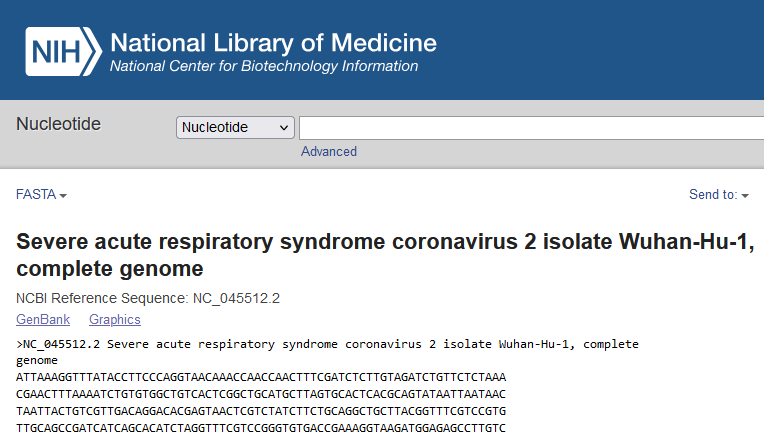 NIH National Library of Medicine
National Center for Biotechnology Information
Nucleotide
Nucleotide
Advanced
FASTA
Send to:
Severe acute respiratory syndrome coronavirus 2 isolate Wuhan-Hu-1,
complete genome
NCBI Reference Sequence: NC_045512.2
GenBank Graphics
>NC_045512.2 Severe acute respiratory syndrome coronavirus 2 isolate Wuhan-Hu-1, complete
genome
ATTAAAGGTTTATACCTTCCCAGGTAACAAACCAACCAACTTTCGATCTCTTGTAGATCTGTTCTCTAAA
CGAACTTTAAAATCTGTGTGGCTGTCACTCGGCTGCATGCTTAGTGCACTCACGCAGTATAATTAATAAC
TAATTACTGTCGTTGACAGGACACGAGTAACTCGTCTATCTTCTGCAGGCTGCTTACGGTTTCGTCCGTG
TTGCAGCCGATCATCAGCACATCTAGGTTTCGTCCGGGTGTGACCGAAAGGTAAGATGGAGAGCCTTGTC